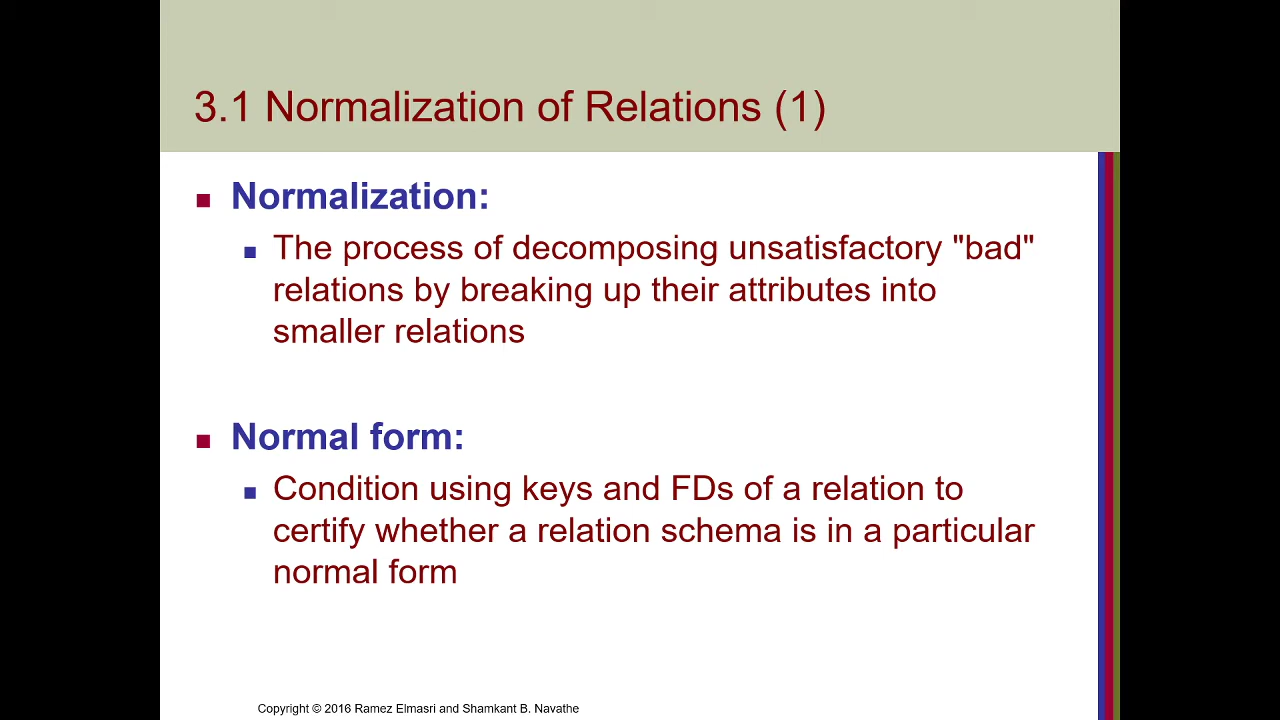 3.1 Normalization of Relations (1)
Normalization:
The process of decomposing unsatisfactory "bad"
relations by breaking up their attributes into
smaller relations
Normal form:
Condition using keys and FDs of a relation to
certify whether a relation schema is in a particular
normal form
Copyright © 2016 Ramez Elmasri and Shamkant B. Navathe